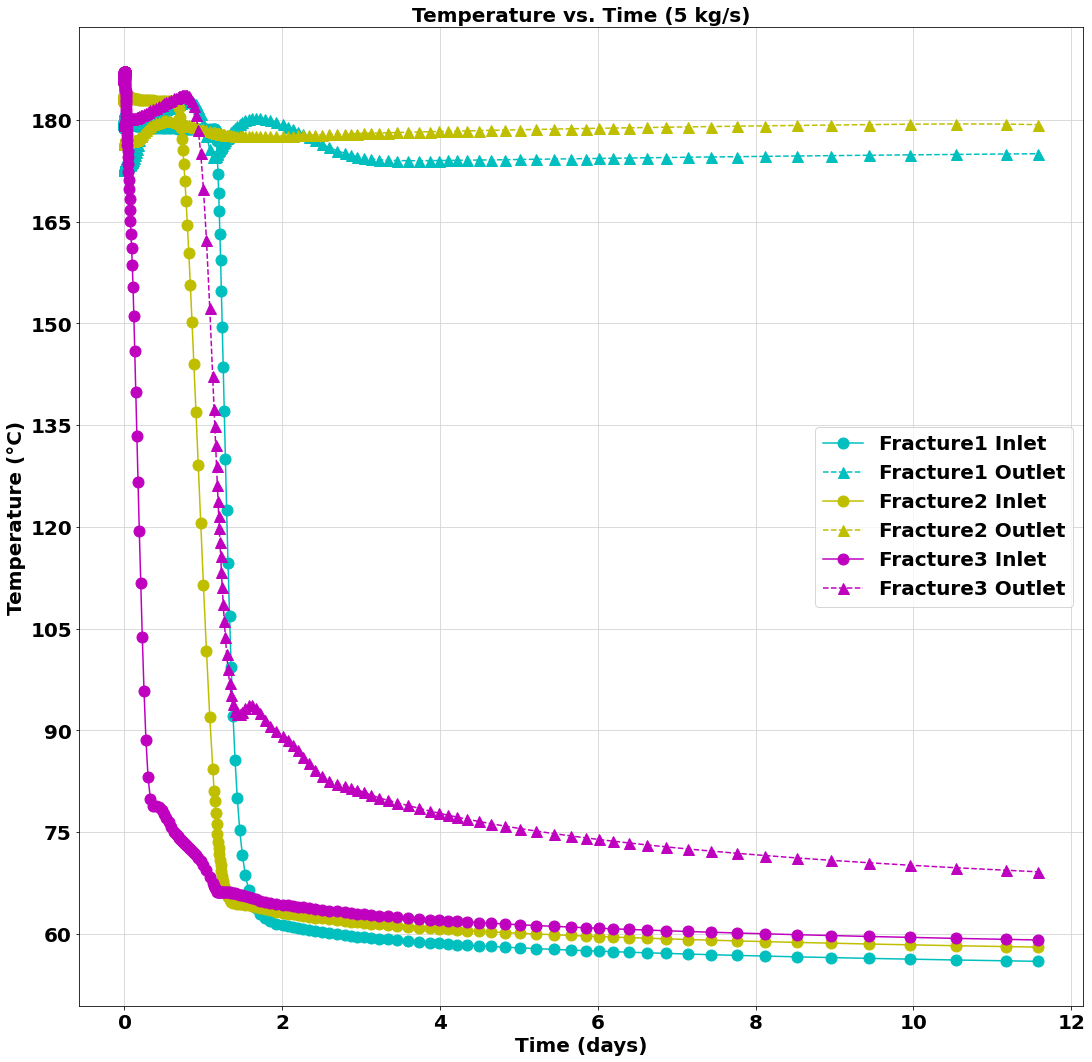 Temperature vs. Time (5 kg/s)
Temperature (°C)
180
165
150
135
120
105
90
75
60
Fracture1 Inlet
Fracture1 Outlet
Fracture2 Inlet
Fracture2 Outlet
Fracture3 Inlet
Fracture3 Outlet
0 2 4 6 8 10 12
Time (days)